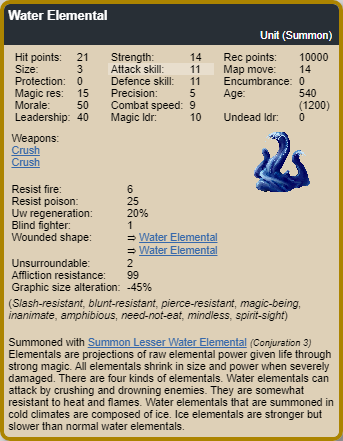 Water Elemental
Unit (Summon)
Hit points: 21 Strength: 14 Rec points: 10000
Size: 3 Attack skill: 11 Map move: 14
Protection: 0 Defence skill: 11 Encumbrance: 0
Magic res: 15 Precision: 5 Age: 540
Morale: 50 Combat speed: 9 (1200)
Leadership: 40 Magic ldr: 10 Undead ldr: 0
Weapons:
Crush
Crush
Resist fire: 6
Resist poison: 25
Uw regeneration: 20%
Blind fighter: 1
Wounded shape: ⇒ Water Elemental
⇒ Water Elemental
Unsurroundable: 2
Affliction resistance: 99
Graphic size alteration: -45%
(Slash-resistant, blunt-resistant, pierce-resistant, magic-being,
inanimate, amphibious, need-not-eat, mindless, spirit-sight)
Summoned with Summon Lesser Water Elemental (Conjuration 3)
Elementals are projections of raw elemental power given life through
strong magic. All elementals shrink in size and power when severely
damaged. There are four kinds of elementals. Water elementals can
attack by crushing and drowning enemies. They are somewhat
resistant to heat and flames. Water elementals that are summoned in
cold climates are composed of ice. Ice elementals are stronger but
slower than normal water elementals.